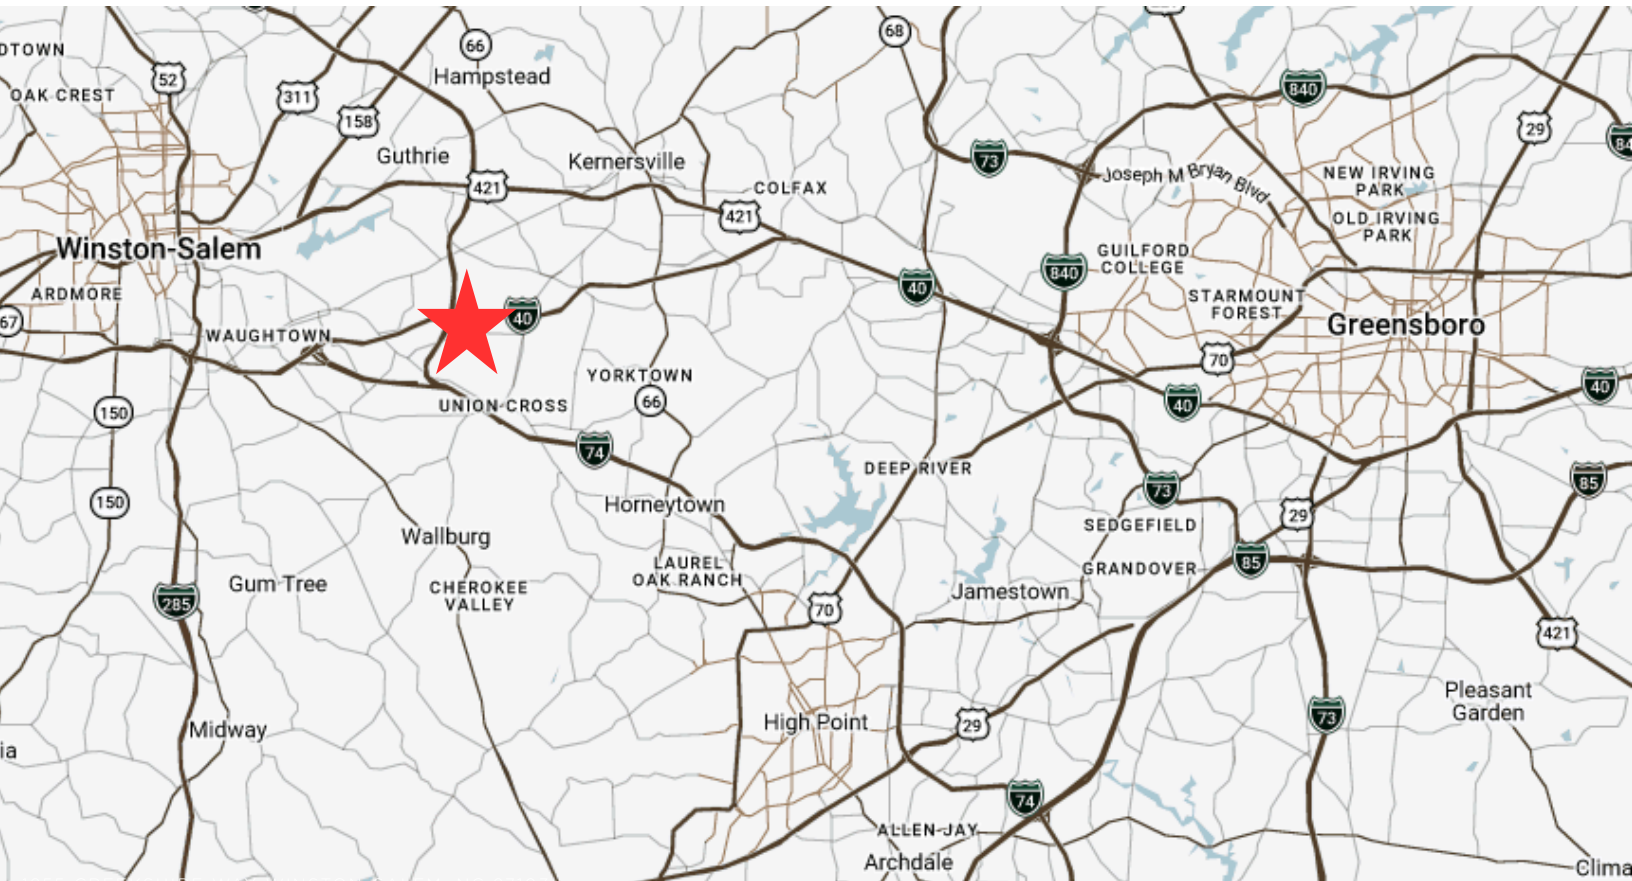 68
66
DTOWN
52
Hampstead
840
OAK CREST
311
158
29
84
Guthrie
Kernersville
73
Joseph M Bryan Blvd
NEW IRVING
PARK
421
COLFAX
421
OLD IRVING
PARK
Winston-Salem
GUILFORD
COLLEGE
840
ARDMORE
40
STARMOUNT
FOREST
67
40
Greensboro
WAUGHTOWN
70
YORKTOWN
40
66
40
UNION CROSS
150
74
DEEP RIVER
85
73
150
Horneytown
29
SEDGEFIELD
Wallburg
85
LAUREL
OAK RANCH
GRANDOVER
Gum Tree
CHEROKEE
VALLEY
Jamestown
285
70
421
Pleasant
Garden
Midway
High Point
29
73
ia
74
ALLEN JAY
Archdale
Clima